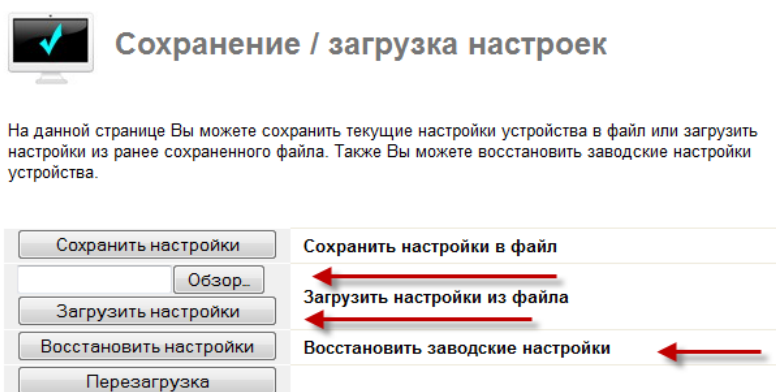 Сохранение / загрузка настроек
На данной странице Вы можете сохранить текущие настройки устройства в файл или загрузить
настройки из ранее сохраненного файла. Также Вы можете восстановить заводские настройки
устройства.
Сохранить настройки Сохранить настройки в файл
Обзор...
Загрузить настройки из файла
Загрузить настройки
Восстановить настройки Восстановить заводские настройки
Перезагрузка